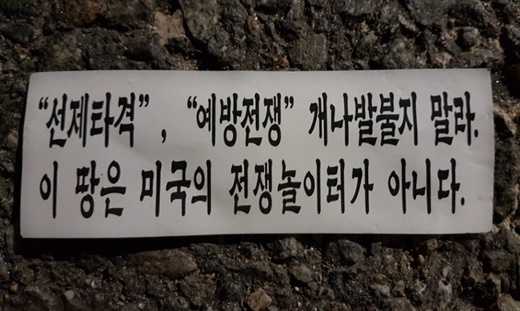 “선제타격”, “예방전쟁” 개나발불지 말라.
이 땅은 미국의 전쟁놀이터가 아니다.